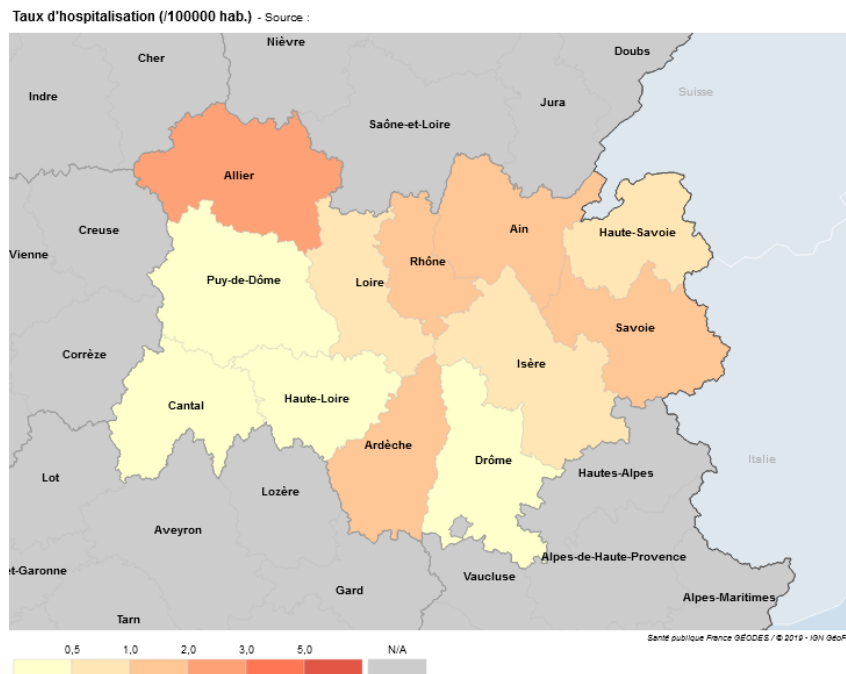 Taux d'hospitalisation (/100000 hab.) - Source :
Nièvre
Doubs
Cher
Suisse
Indre
Jura
Saône-et-Loire
Allier
Creuse
Ain
Haute-Savoie
Vienne
Rhône
Puy-de-Dôme
Loire
Savoie
Corrèze
Isère
Haute-Loire
Cantal
Ardèche
Italie
Drôme
Hautes-Alpes
Lot
Lozère
Aveyron
Alpes-de-Haute-Provence
et-Garonne
Vaucluse
Gard
Alpes-Maritimes
Tarn
Santé publique France GÉODES / © 2019 - IGN GéoF
0,5 1,0 2,0 3,0 5,0 N/A